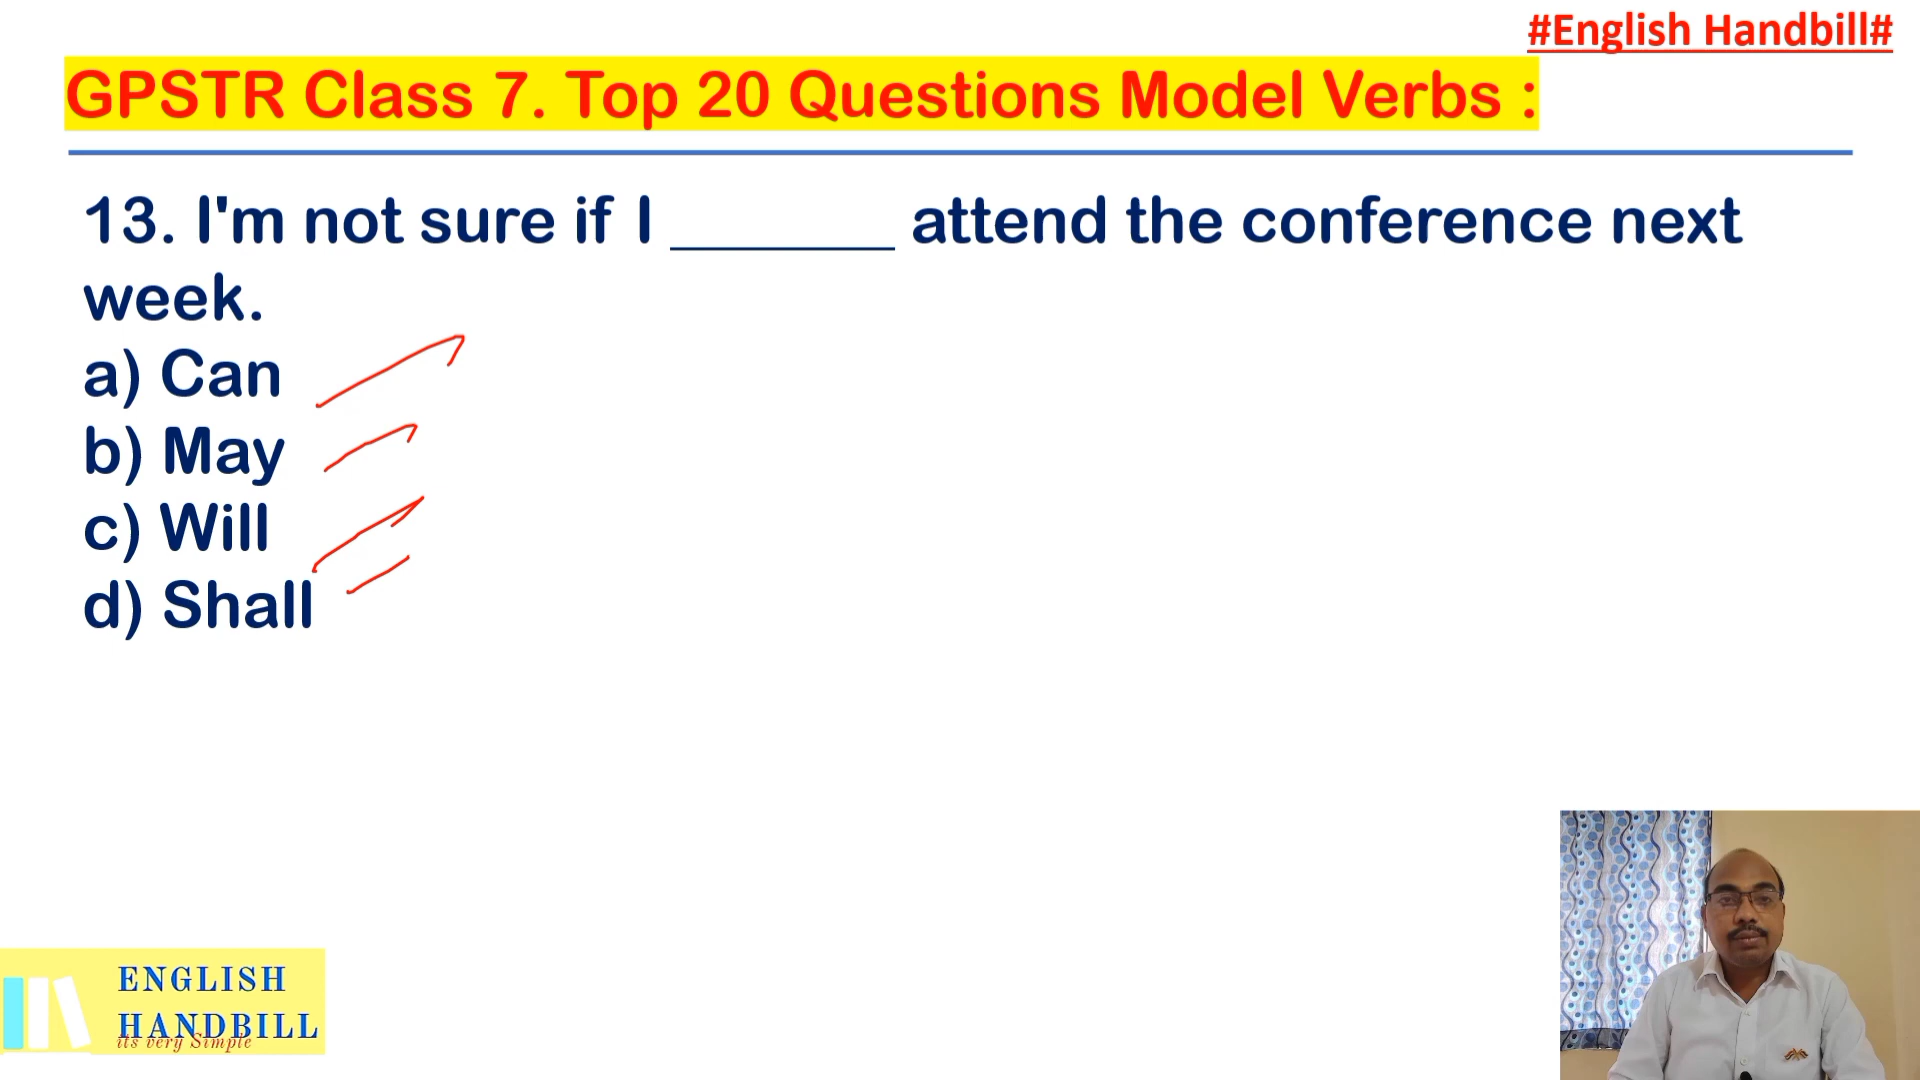 #English Handbill#
GPSTR Class 7. Top 20 Questions Model Verbs :
13. I'm not sure if I _______ attend the conference next
week.
a) Can
b) May
c) Will
d) Shall
ENGLISH
HANDBILL
its very Simple